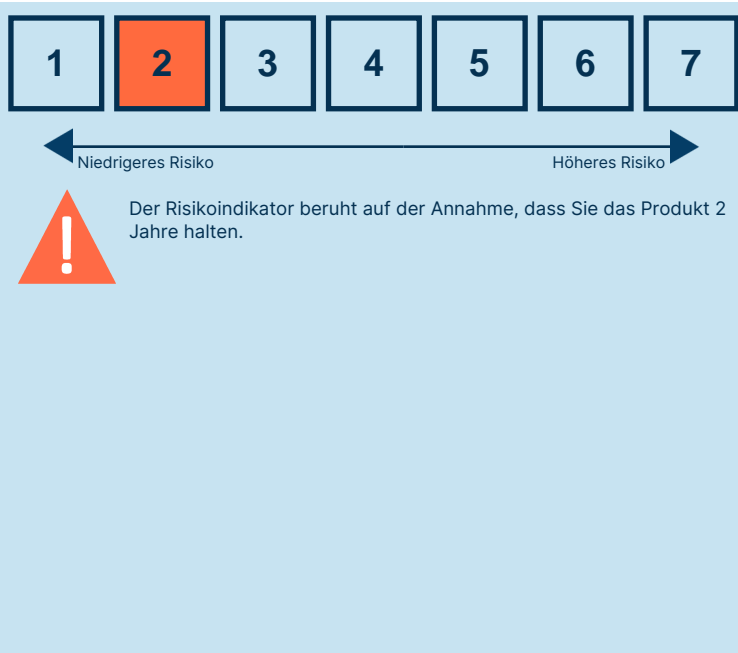 1 2 3 4 5 6 7
Niedrigeres Risiko Höheres Risiko
Der Risikoindikator beruht auf der Annahme, dass Sie das Produkt 2
Jahre halten.